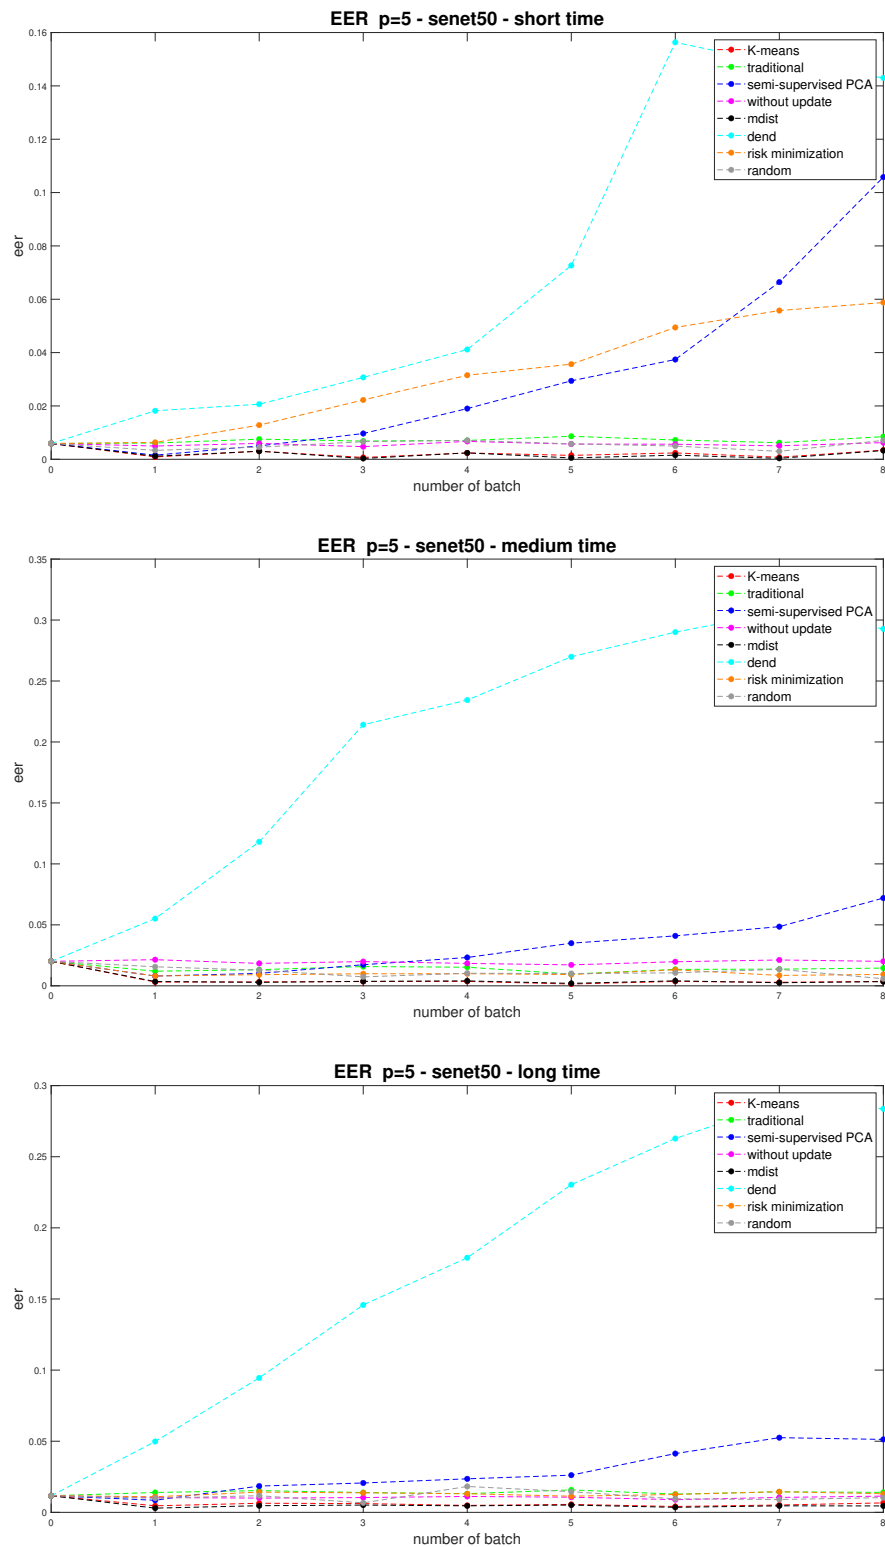 EER p=5 - senet50 - short time
0.16
0.14
0.12
0.1
0.08
0.06
0.04
0.02
0
eer
K-means
traditional
semi-supervised PCA
without update
mdist
dend
risk minimization
random
0 1 2 3 4 5 6 7 8
number of batch
EER p=5 - senet50 - medium time
0.35
0.3
0.25
0.2
0.15
0.1
0.05
0
eer
K-means
traditional
semi-supervised PCA
without update
mdist
dend
risk minimization
random
0 1 2 3 4 5 6 7 8
number of batch
EER p=5 - senet50 - long time
0.3
0.25
0.2
0.15
0.1
0.05
0
eer
K-means
traditional
semi-supervised PCA
without update
mdist
dend
risk minimization
random
0 1 2 3 4 5 6 7 8
number of batch